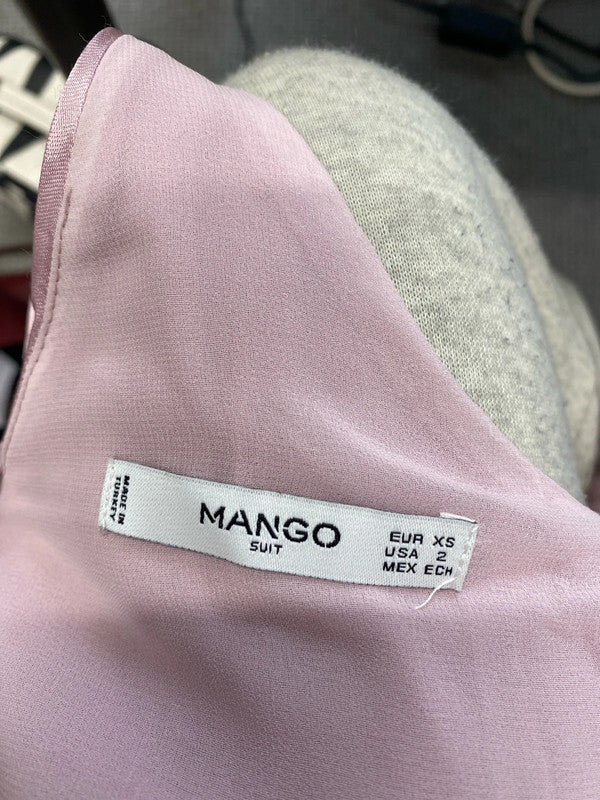 MADE IN
TURKEY
MANGO
SUIT
EUR XS
USA 2
MEX ECH